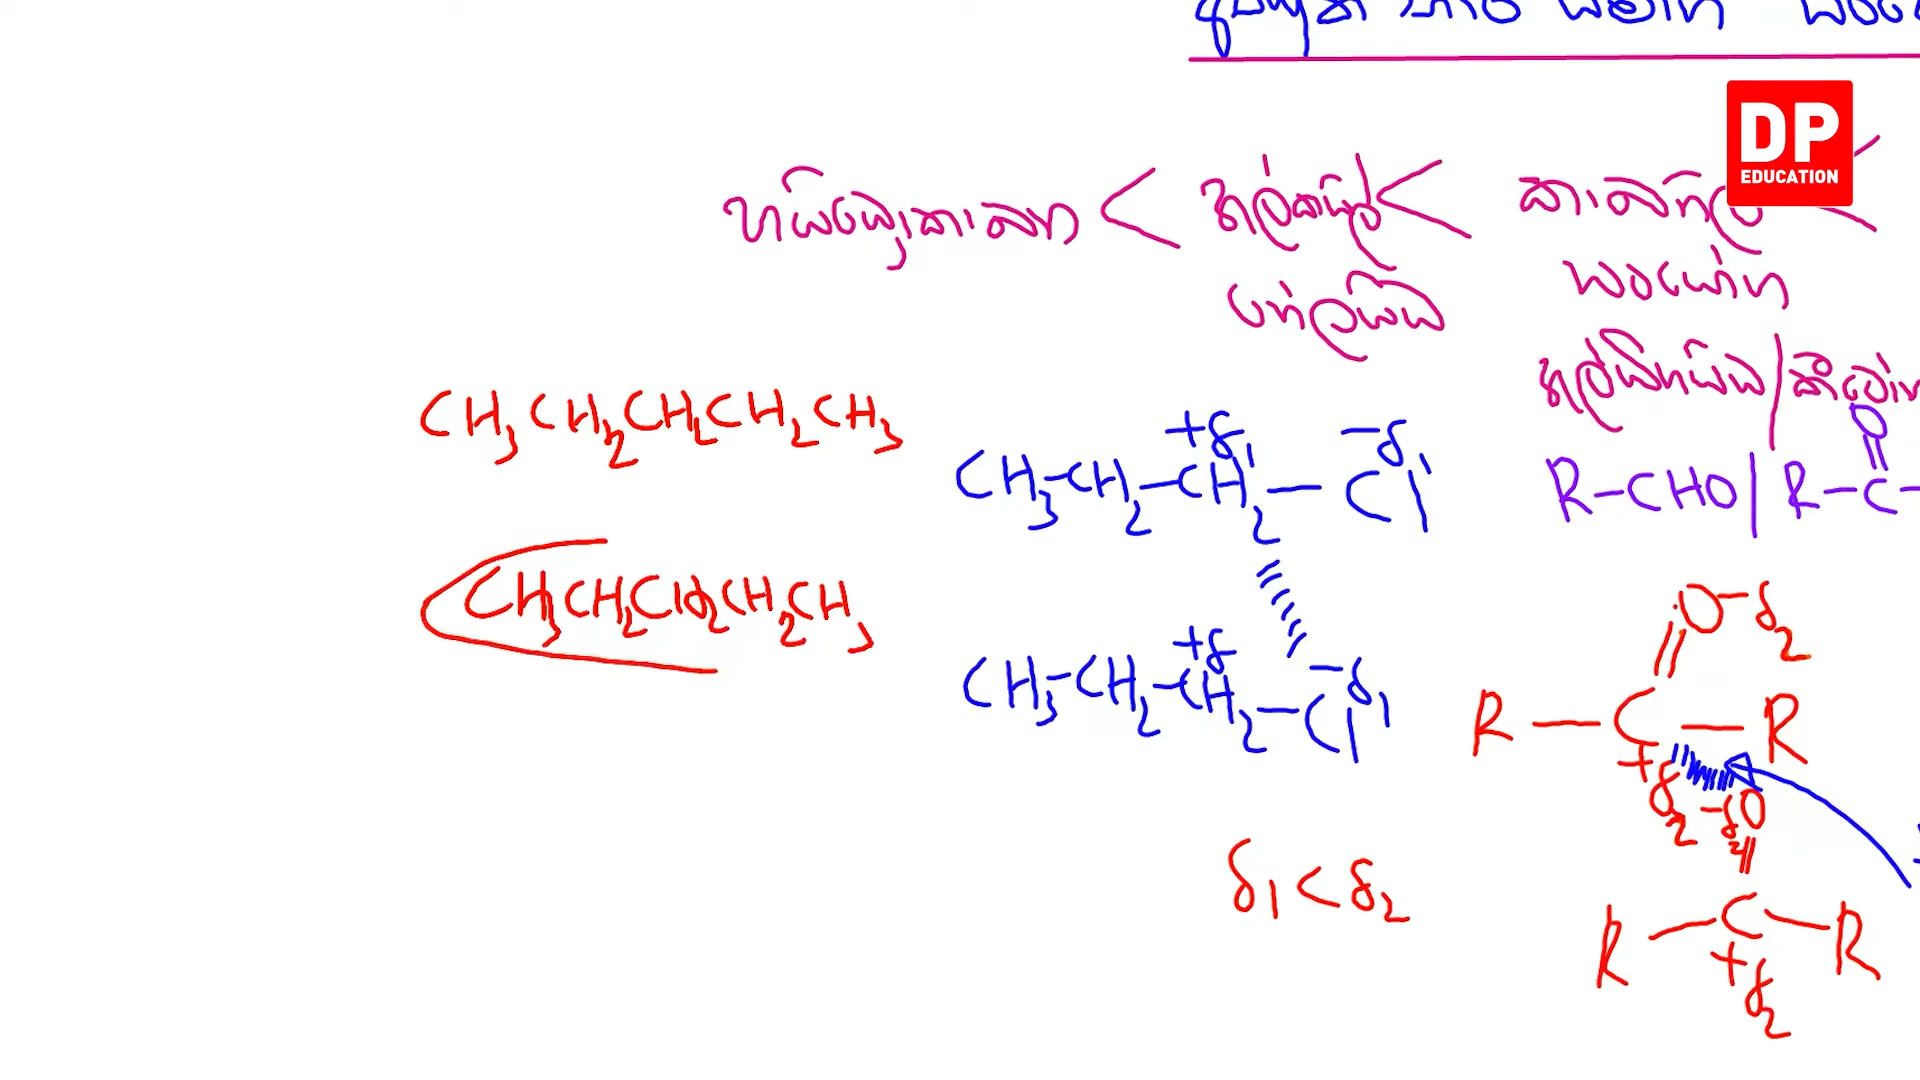 DP
EDUCATION
හයිඩ්‍රොකාබන < ඇල්කයිල් < කාබනිල් <
හේලයිඩ
සංයෝග
ඇල්ඩිහයිඩ / කීටෝන
CH3CH2CH2CH2CH3
CH3-CH2-CH2-Cl
+δ1 -δ1
R-CHO / R-C-
O
CH3CH2CH2CH2CH3
CH3-CH2-CH2-Cl
+δ -δ1
O-δ2
R-C-R
+δ2
-δ2 O
δ1 < δ2
R-C-R
+δ2